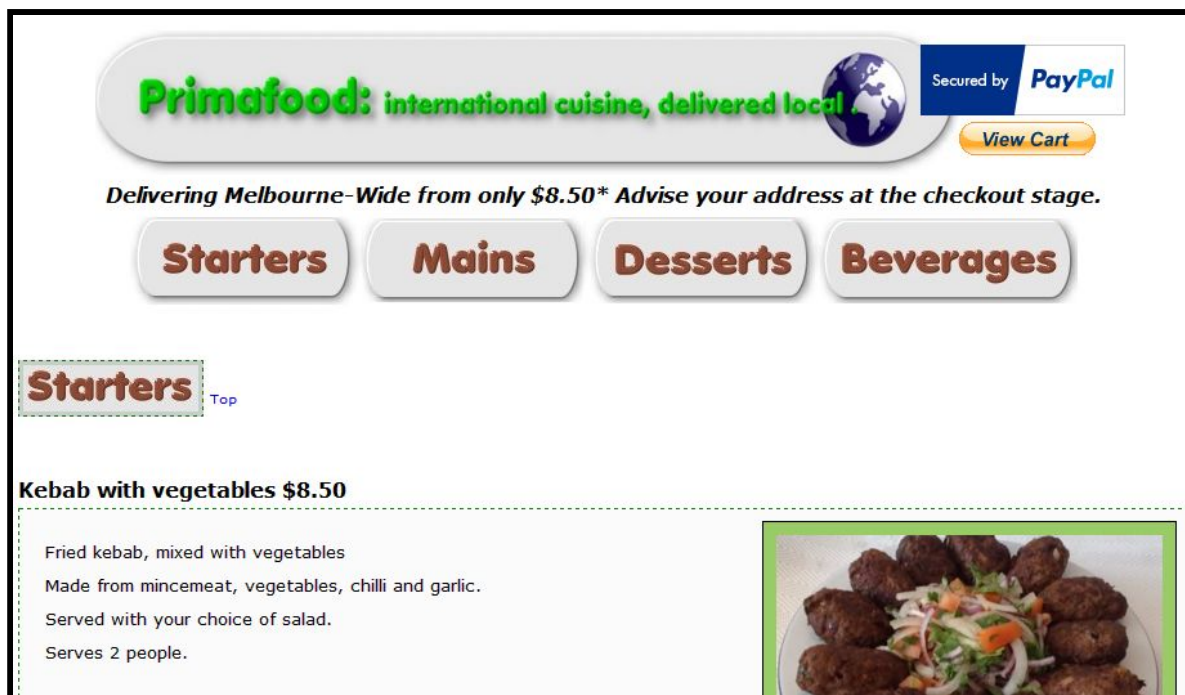 Primafood: international cuisine, delivered local.
Secured by PayPal
View Cart
Delivering Melbourne-Wide from only $8.50* Advise your address at the checkout stage.
Starters Mains Desserts Beverages
Starters Top
Kebab with vegetables $8.50
Fried kebab, mixed with vegetables
Made from mincemeat, vegetables, chilli and garlic.
Served with your choice of salad.
Serves 2 people.